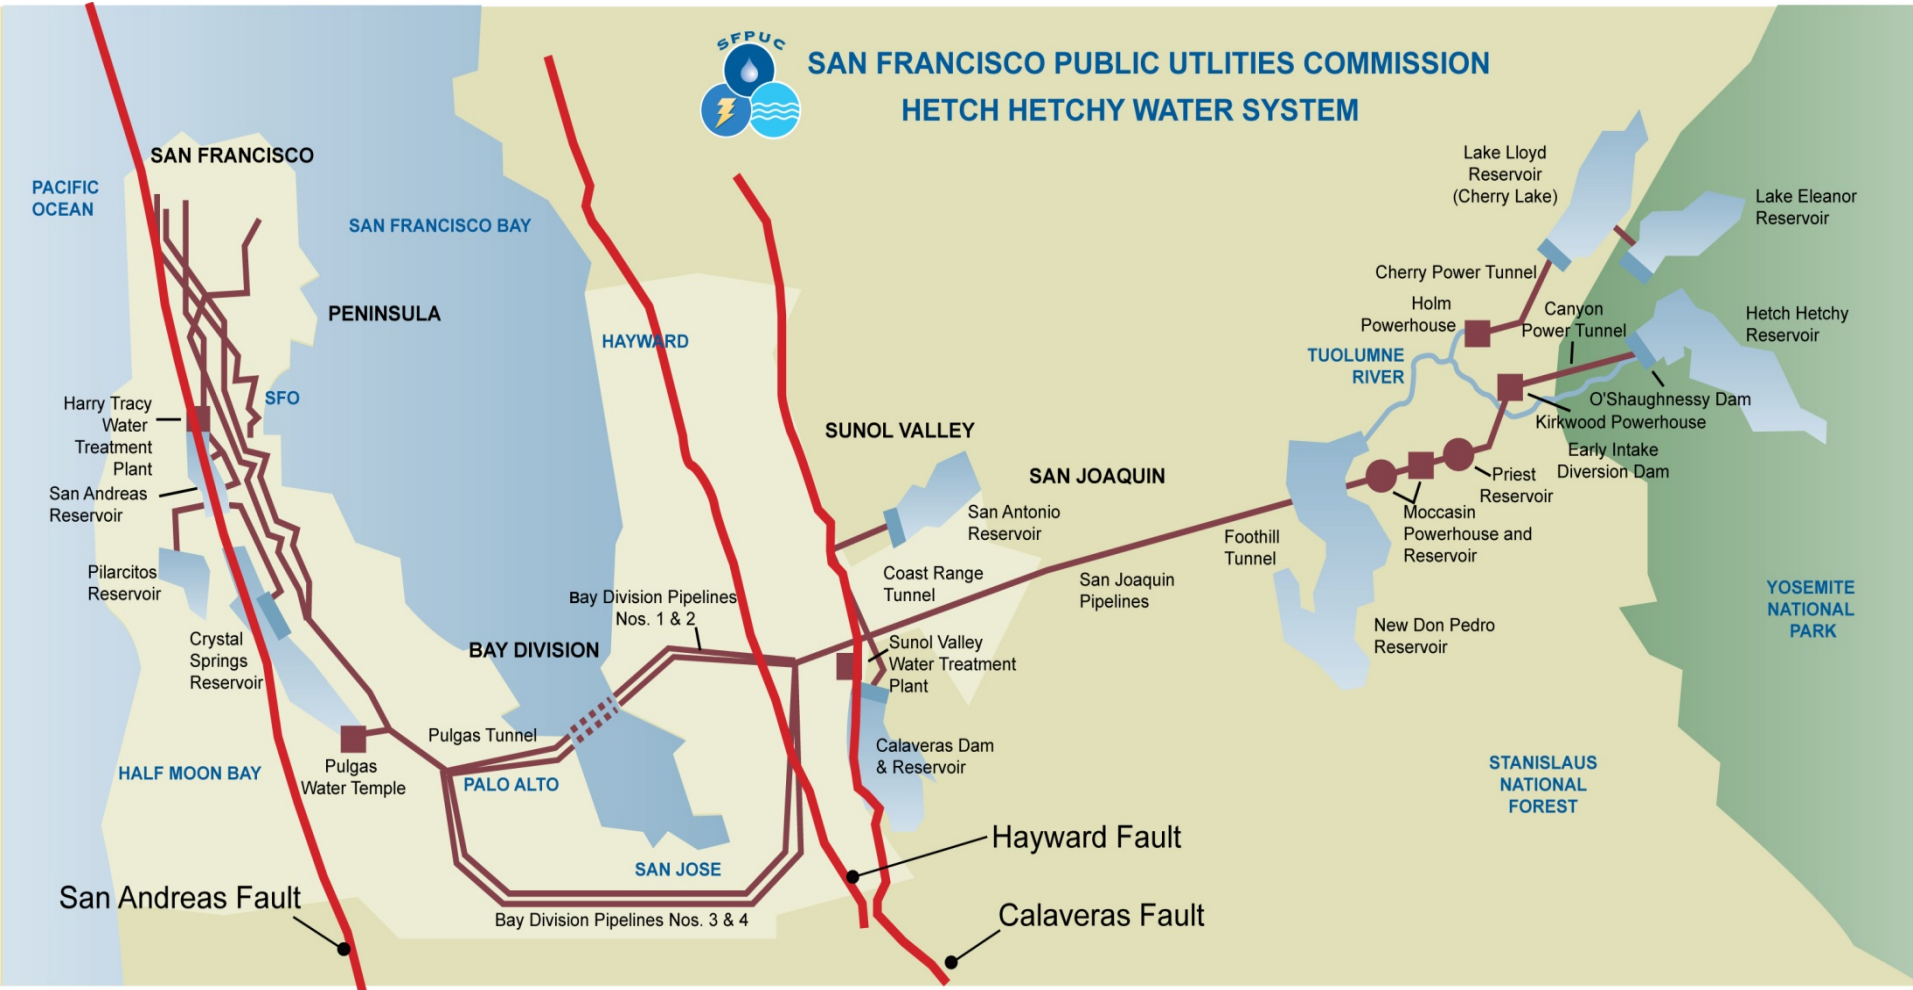 SFPUC
SAN FRANCISCO PUBLIC UTLITIES COMMISSION
HETCH HETCHY WATER SYSTEM
SAN FRANCISCO
PACIFIC
OCEAN
SAN FRANCISCO BAY
PENINSULA
SFO
HAYWARD
Harry Tracy
Water
Treatment
Plant
San Andreas
Reservoir
Pilarcitos
Reservoir
Crystal
Springs
Reservoir
HALF MOON BAY
Pulgas
Water Temple
Pulgas Tunnel
PALO ALTO
BAY DIVISION
Bay Division Pipelines
Nos. 1 & 2
SAN JOSE
Bay Division Pipelines Nos. 3 & 4
San Andreas Fault
Hayward Fault
Calaveras Fault
SUNOL VALLEY
San Antonio
Reservoir
Coast Range
Tunnel
Sunol Valley
Water Treatment
Plant
Calaveras Dam
& Reservoir
SAN JOAQUIN
San Joaquin
Pipelines
Foothill
Tunnel
New Don Pedro
Reservoir
Moccasin
Powerhouse and
Reservoir
Priest
Reservoir
Early Intake
Diversion Dam
Kirkwood Powerhouse
O'Shaughnessy Dam
Canyon
Power Tunnel
TUOLUMNE
RIVER
Holm
Powerhouse
Cherry Power Tunnel
Lake Lloyd
Reservoir
(Cherry Lake)
Lake Eleanor
Reservoir
Hetch Hetchy
Reservoir
YOSEMITE
NATIONAL
PARK
STANISLAUS
NATIONAL
FOREST